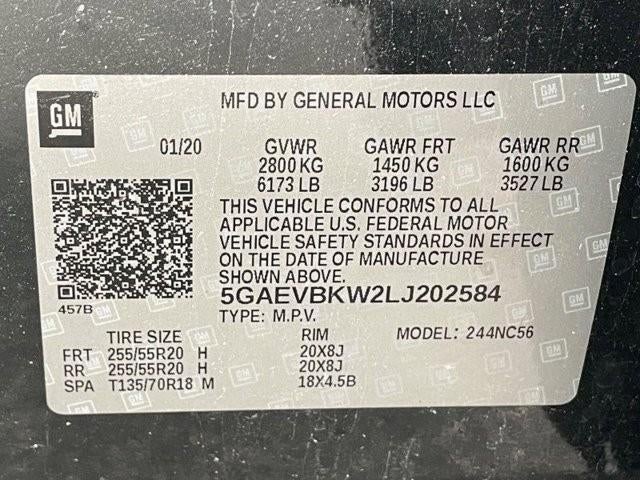 GM
MFD BY GENERAL MOTORS LLC
01/20 GVWR GAWR FRT GAWR RR
2800 KG 1450 KG 1600 KG
6173 LB 3196 LB 3527 LB
THIS VEHICLE CONFORMS TO ALL
APPLICABLE U.S. FEDERAL MOTOR
VEHICLE SAFETY STANDARDS IN EFFECT
ON THE DATE OF MANUFACTURE
SHOWN ABOVE.
5GAEVBKW2LJ202584
457B
TYPE: M.P.V.
TIRE SIZE RIM MODEL: 244NC56
FRT 255/55R20 H 20X8J
RR 255/55R20 H 20X8J
SPA T135/70R18 M 18X4.5B